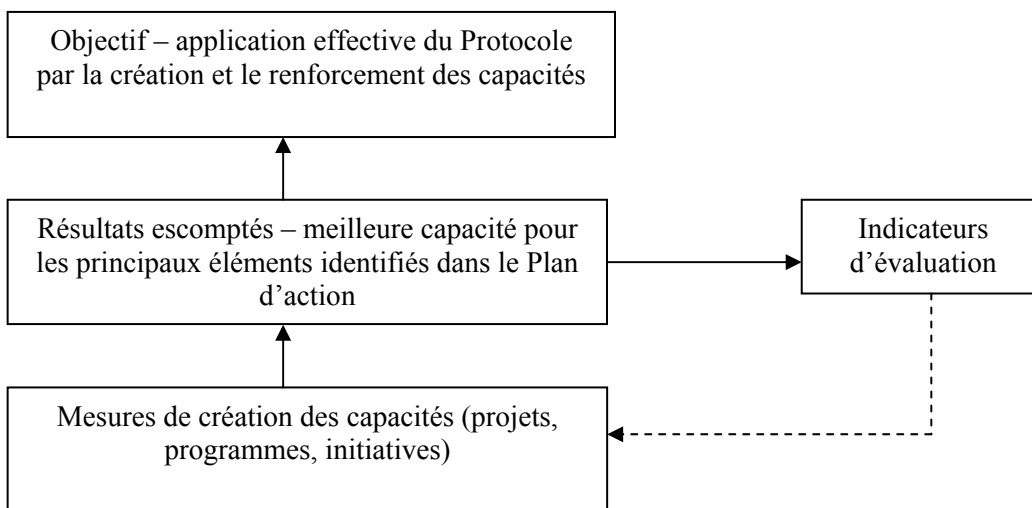 Objectif – application effective du Protocole
par la création et le renforcement des capacités
Résultats escomptés – meilleure capacité pour
les principaux éléments identifiés dans le Plan
d’action
Indicateurs
d’évaluation
Mesures de création des capacités (projets,
programmes, initiatives)